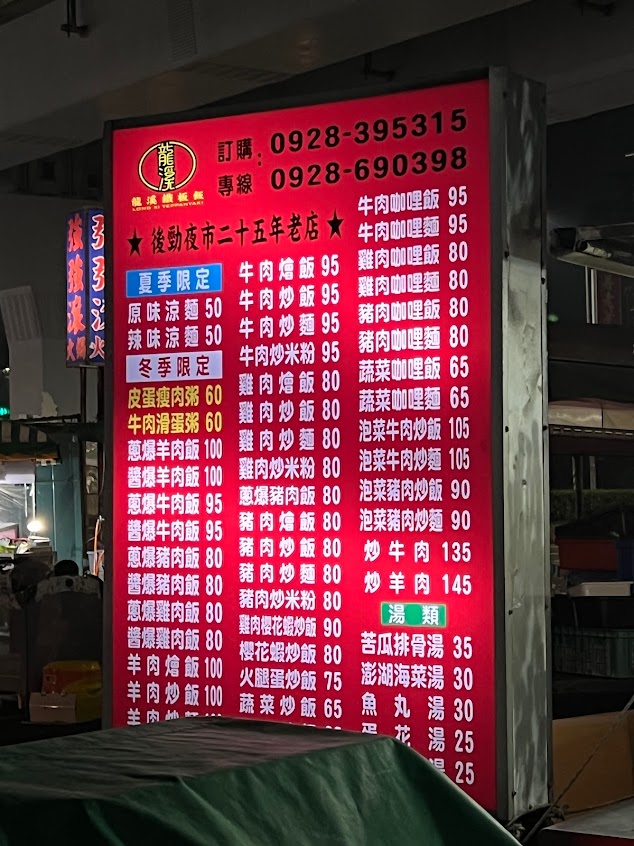 龍溪
龍溪鐵板麵
LONG XI TEPPANYAKI
訂購: 0928-395315
專線 0928-690398
★ 後勁夜市二十五年老店 ★
夏季限定
原味涼麵 50
辣味涼麵 50
冬季限定
皮蛋瘦肉粥 60
牛肉滑蛋粥 60
蔥爆羊肉飯 100
醬爆羊肉飯 100
蔥爆牛肉飯 95
醬爆牛肉飯 95
蔥爆豬肉飯 80
醬爆豬肉飯 80
蔥爆雞肉飯 80
醬爆雞肉飯 80
羊肉燴飯 100
羊肉炒飯 100
羊肉炒麵 100
牛肉燴飯 95
牛肉炒飯 95
牛肉炒麵 95
牛肉炒米粉 95
雞肉燴飯 80
雞肉炒飯 80
雞肉炒麵 80
雞肉炒米粉 80
蔥爆豬肉飯 80
豬肉燴飯 80
豬肉炒飯 80
豬肉炒麵 80
豬肉炒米粉 80
雞肉櫻花蝦炒飯 90
櫻花蝦炒飯 80
火腿蛋炒飯 75
蔬菜炒飯 65
牛肉咖哩飯 95
牛肉咖哩麵 95
雞肉咖哩飯 80
雞肉咖哩麵 80
豬肉咖哩飯 80
豬肉咖哩麵 80
蔬菜咖哩飯 65
蔬菜咖哩麵 65
泡菜牛肉炒飯 105
泡菜牛肉炒麵 105
泡菜豬肉炒飯 90
泡菜豬肉炒麵 90
炒牛肉 135
炒羊肉 145
湯類
苦瓜排骨湯 35
澎湖海菜湯 30
魚丸湯 30
蛋花湯 25
湯 25